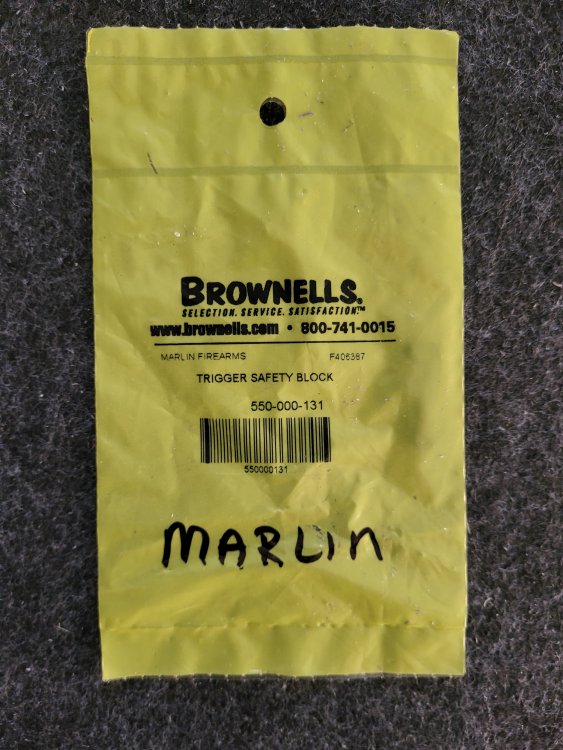 BROWNELLS.
SELECTION. SERVICE. SATISFACTION.™
www.brownells.com • 800-741-0015
MARLIN FIREARMS F406387
TRIGGER SAFETY BLOCK
550-000-131
550000131
MARLIN